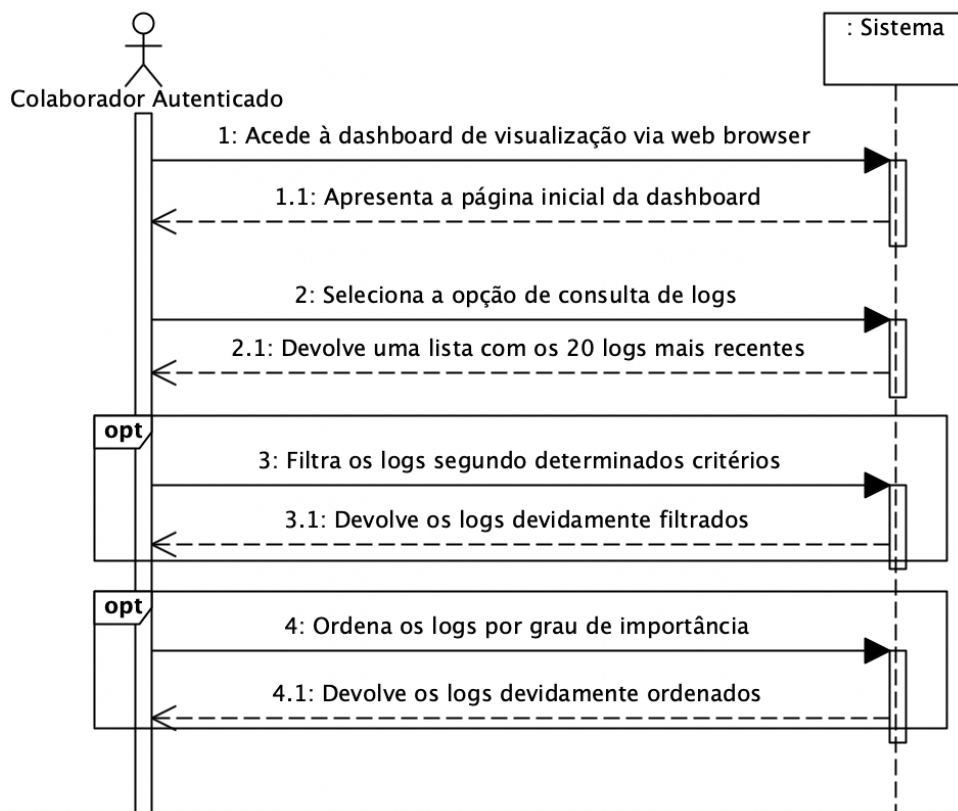 : Sistema
Colaborador Autenticado
1: Acede à dashboard de visualização via web browser
1.1: Apresenta a página inicial da dashboard
2: Seleciona a opção de consulta de logs
2.1: Devolve uma lista com os 20 logs mais recentes
opt
3: Filtra os logs segundo determinados critérios
3.1: Devolve os logs devidamente filtrados
opt
4: Ordena os logs por grau de importância
4.1: Devolve os logs devidamente ordenados